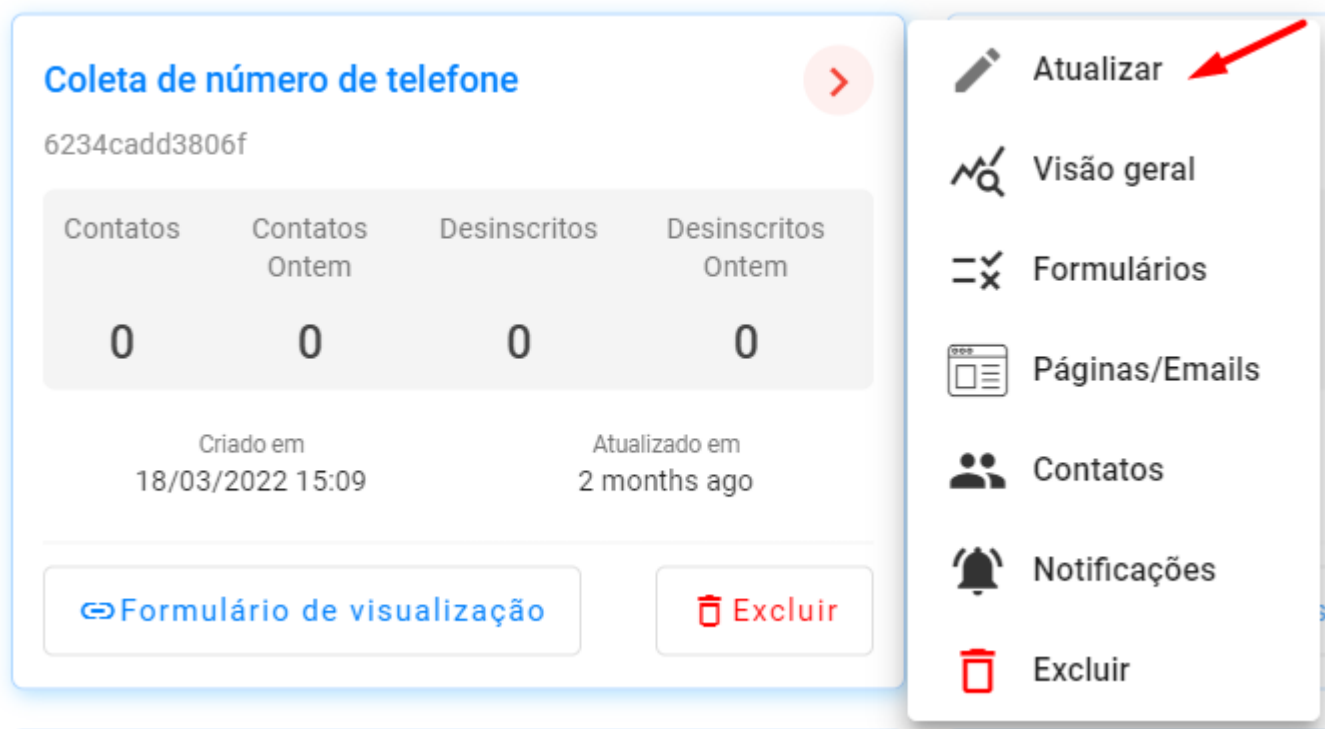 Coleta de número de telefone
6234cadd3806f
Contatos
Contatos
Ontem
Desinscritos
Desinscritos
Ontem
0
0
0
0
Criado em
18/03/2022 15:09
Atualizado em
2 months ago
Formulário de visualização
Excluir
Atualizar
Visão geral
Formulários
Páginas/Emails
Contatos
Notificações
Excluir